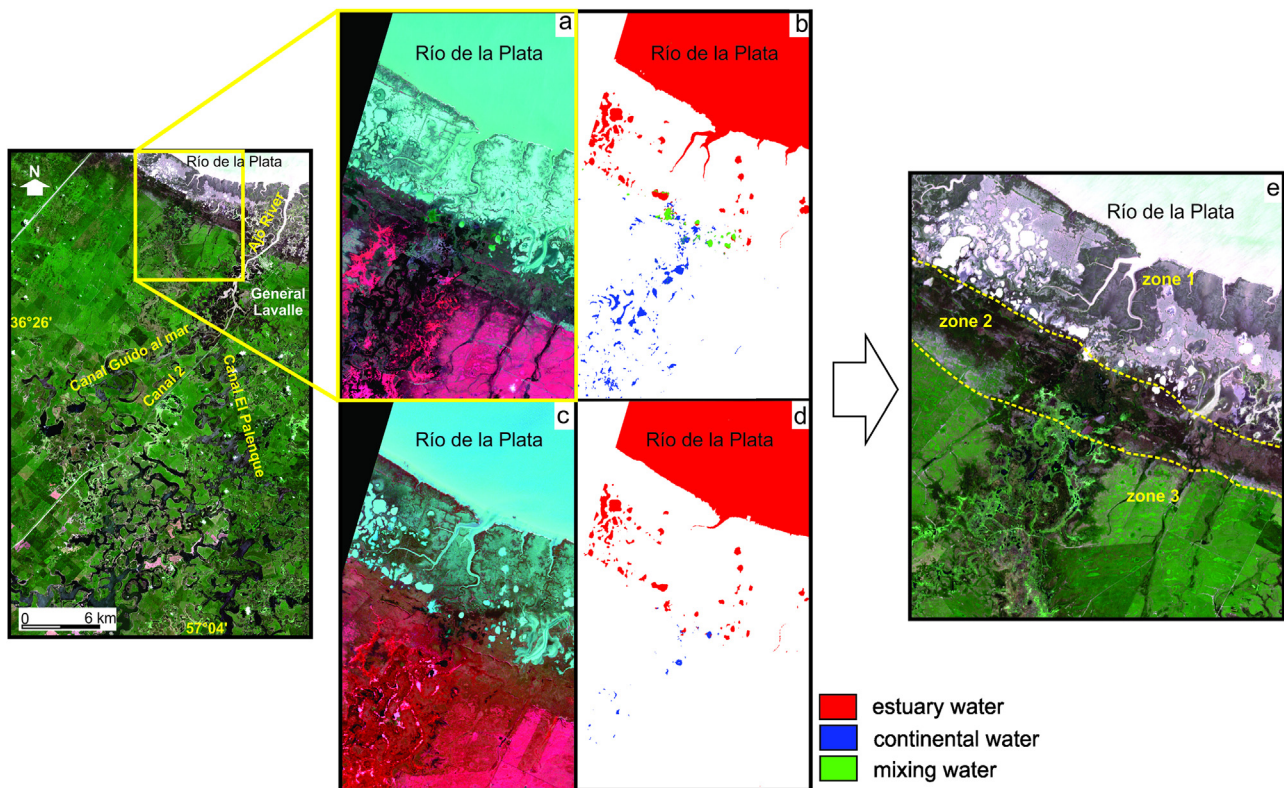 Río de la Plata
N
Ajó River
General
Lavalle
36°26'
Canal Guido al mar
Canal 2
Canal El Palenque
0 6 km
57°04'
a
Río de la Plata
b
Río de la Plata
c
Río de la Plata
d
Río de la Plata
e
Río de la Plata
zone 1
zone 2
zone 3
estuary water
continental water
mixing water